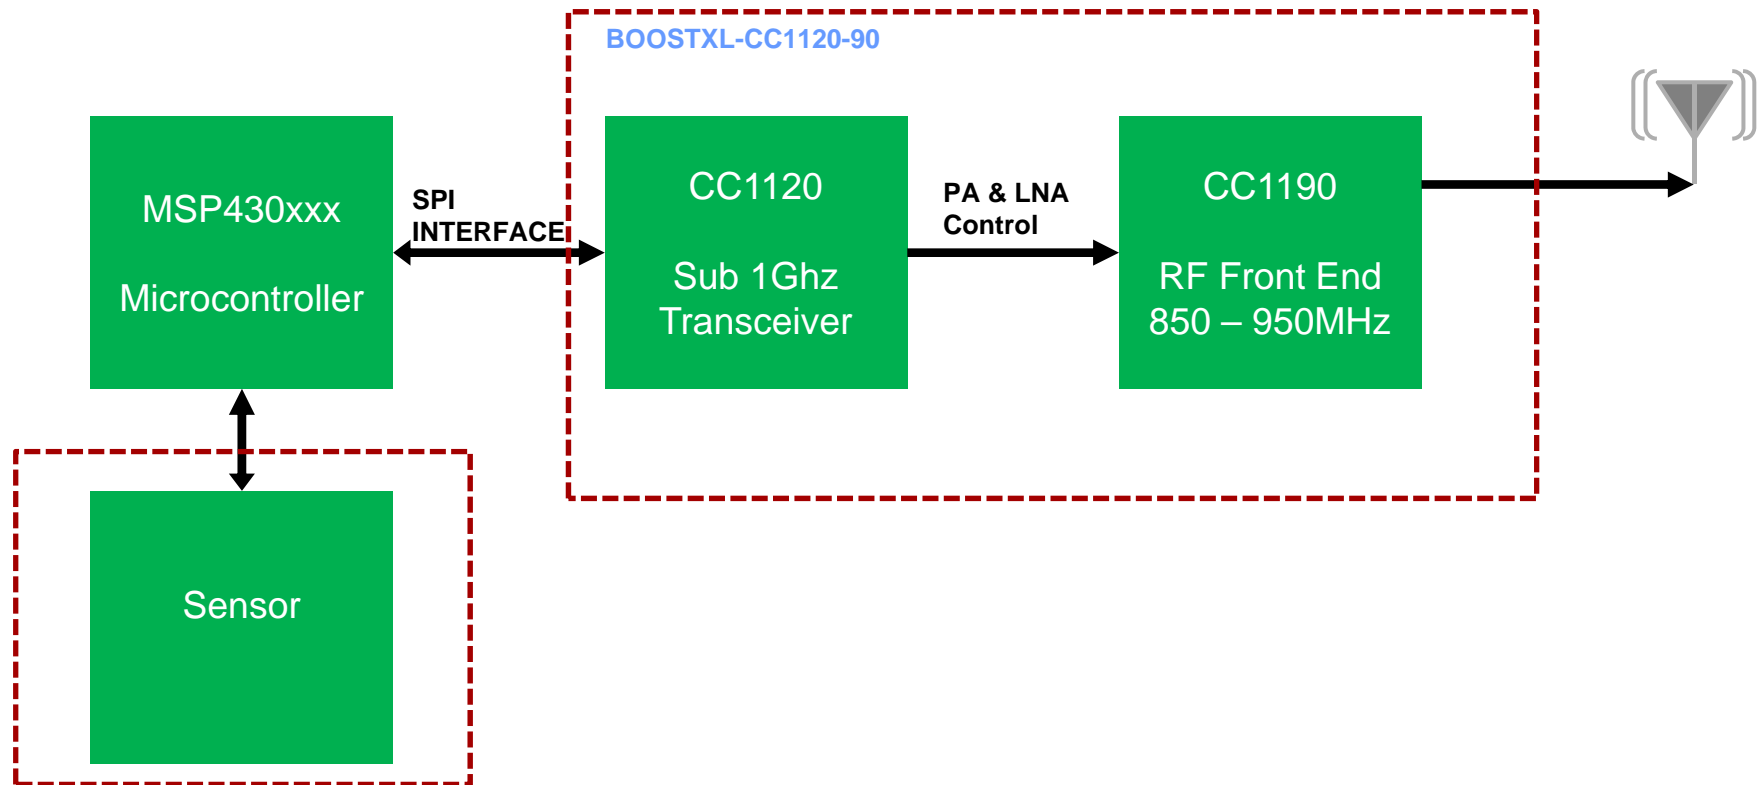 BOOSTXL-CC1120-90
MSP430xxx
Microcontroller
SPI
INTERFACE
CC1120
Sub 1Ghz
Transceiver
PA & LNA
Control
CC1190
RF Front End
850 – 950MHz
Sensor